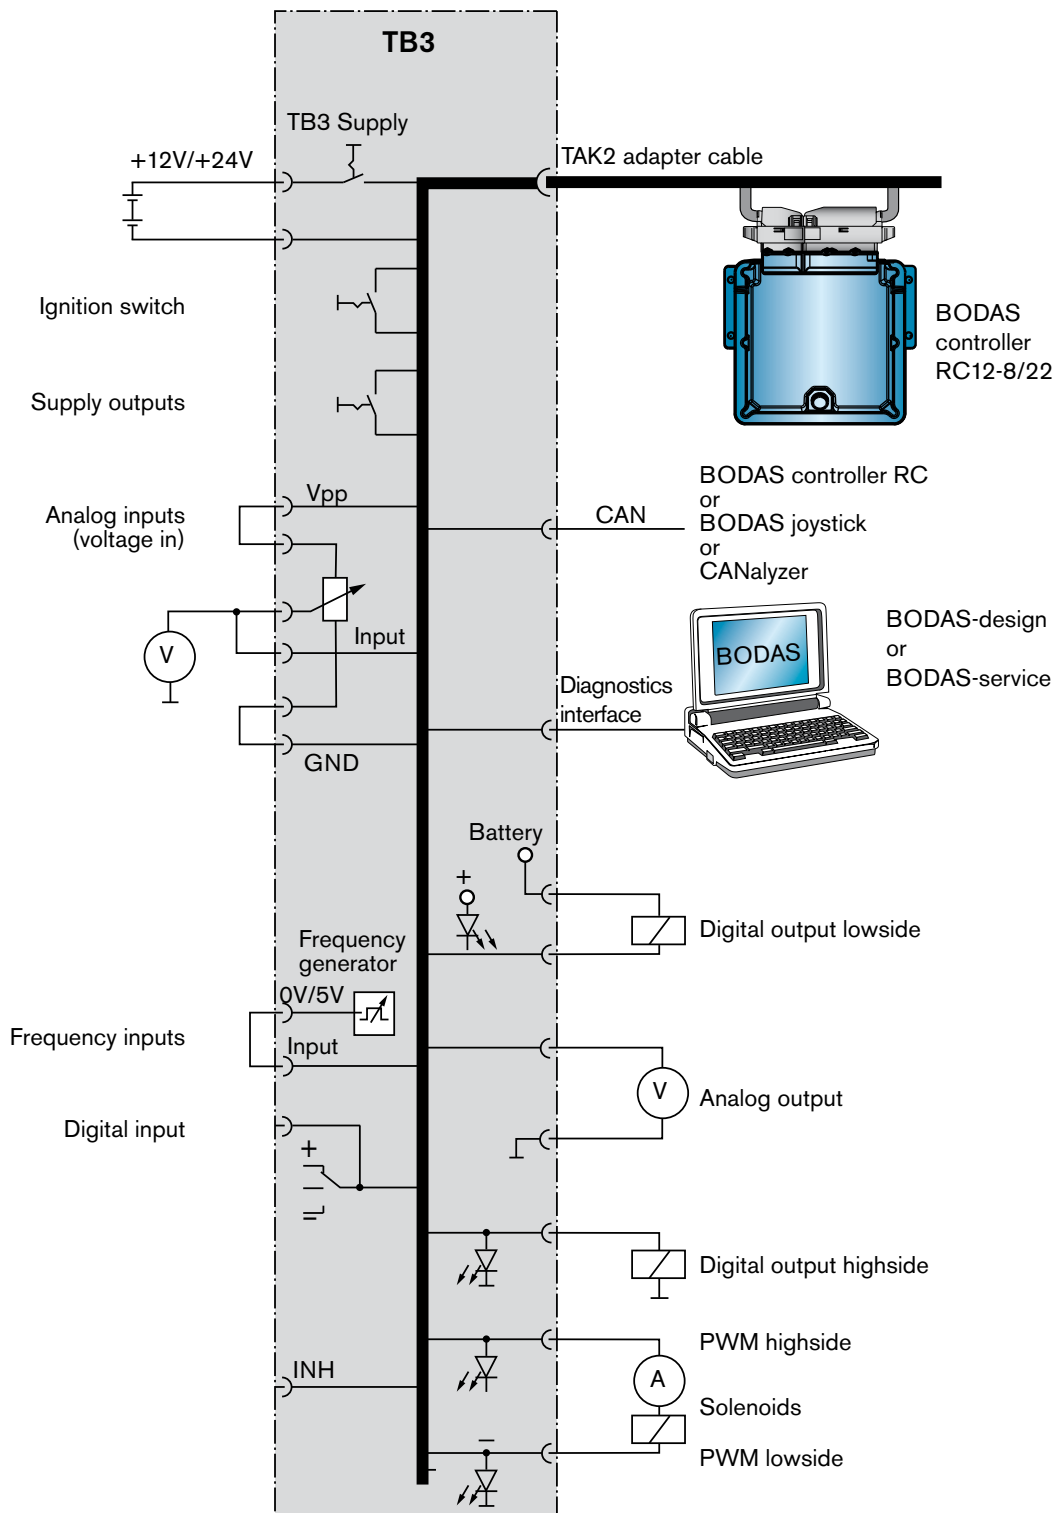 TB3
TB3 Supply
+12V/+24V
TAK2 adapter cable
Ignition switch
BODAS
controller
RC12-8/22
Supply outputs
Vpp
Analog inputs
(voltage in)
CAN
BODAS controller RC
or
BODAS joystick
or
CANalyzer
V
Input
BODAS
BODAS-design
or
BODAS-service
Diagnostics
interface
GND
Battery
+
Digital output lowside
Frequency
generator
0V/5V
Frequency inputs
Input
V
Analog output
Digital input
+
Digital output highside
PWM highside
INH
A
Solenoids
PWM lowside